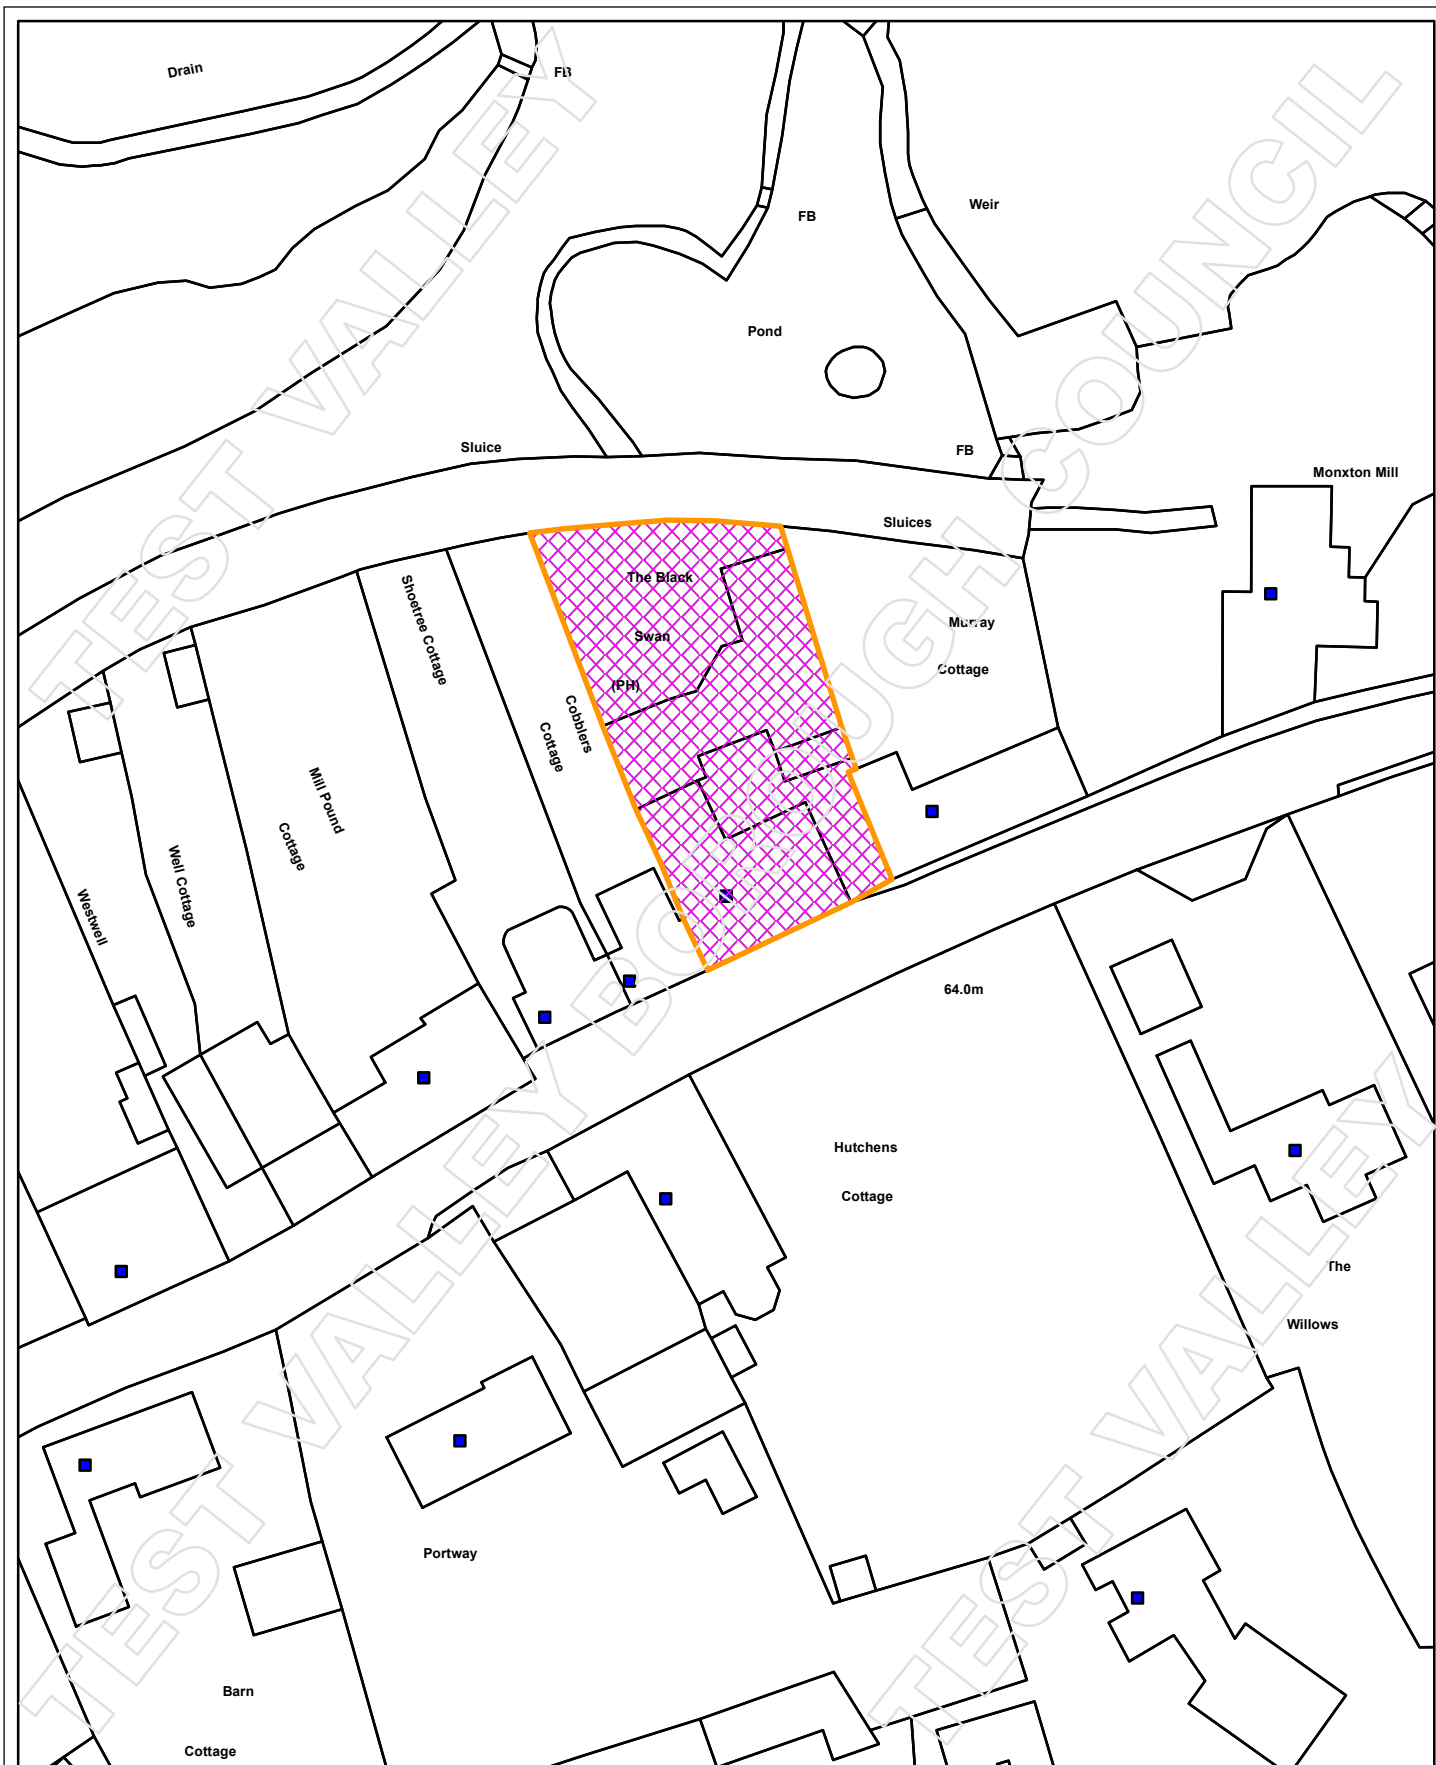 Drain
FB
FB
Weir
Pond
Sluice
FB
Monxton Mill
Sluices
The Black
Swan
(PH)
Murray
Cottage
Shoetree Cottage
Cobblers
Cottage
Mill Pound
Cottage
Well Cottage
Westwell
64.0m
Hutchens
Cottage
The
Willows
Portway
Barn
Cottage
TEST VALLEY
TEST VALLEY BOROUGH COUNCIL
TEST VALLEY
TEST VALLEY